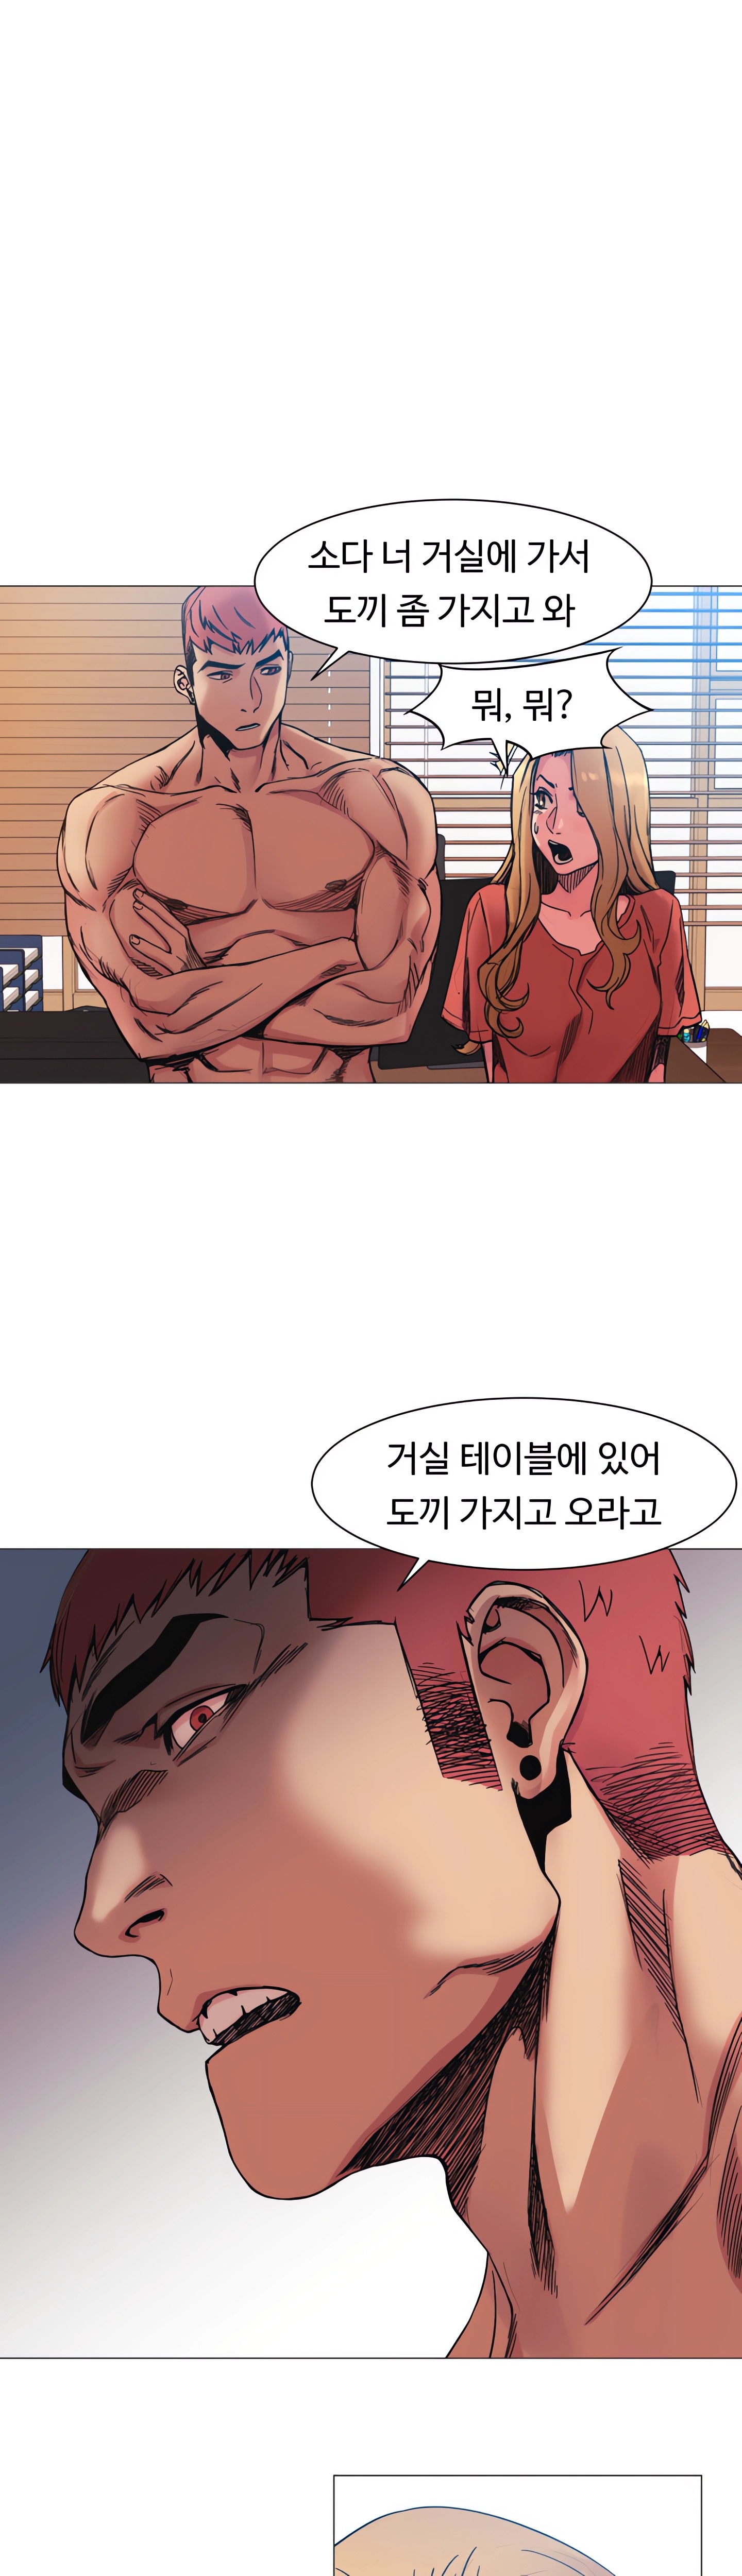 소다 너 거실에 가서
도끼 좀 가지고 와
뭐, 뭐?
거실 테이블에 있어
도끼 가지고 오라고